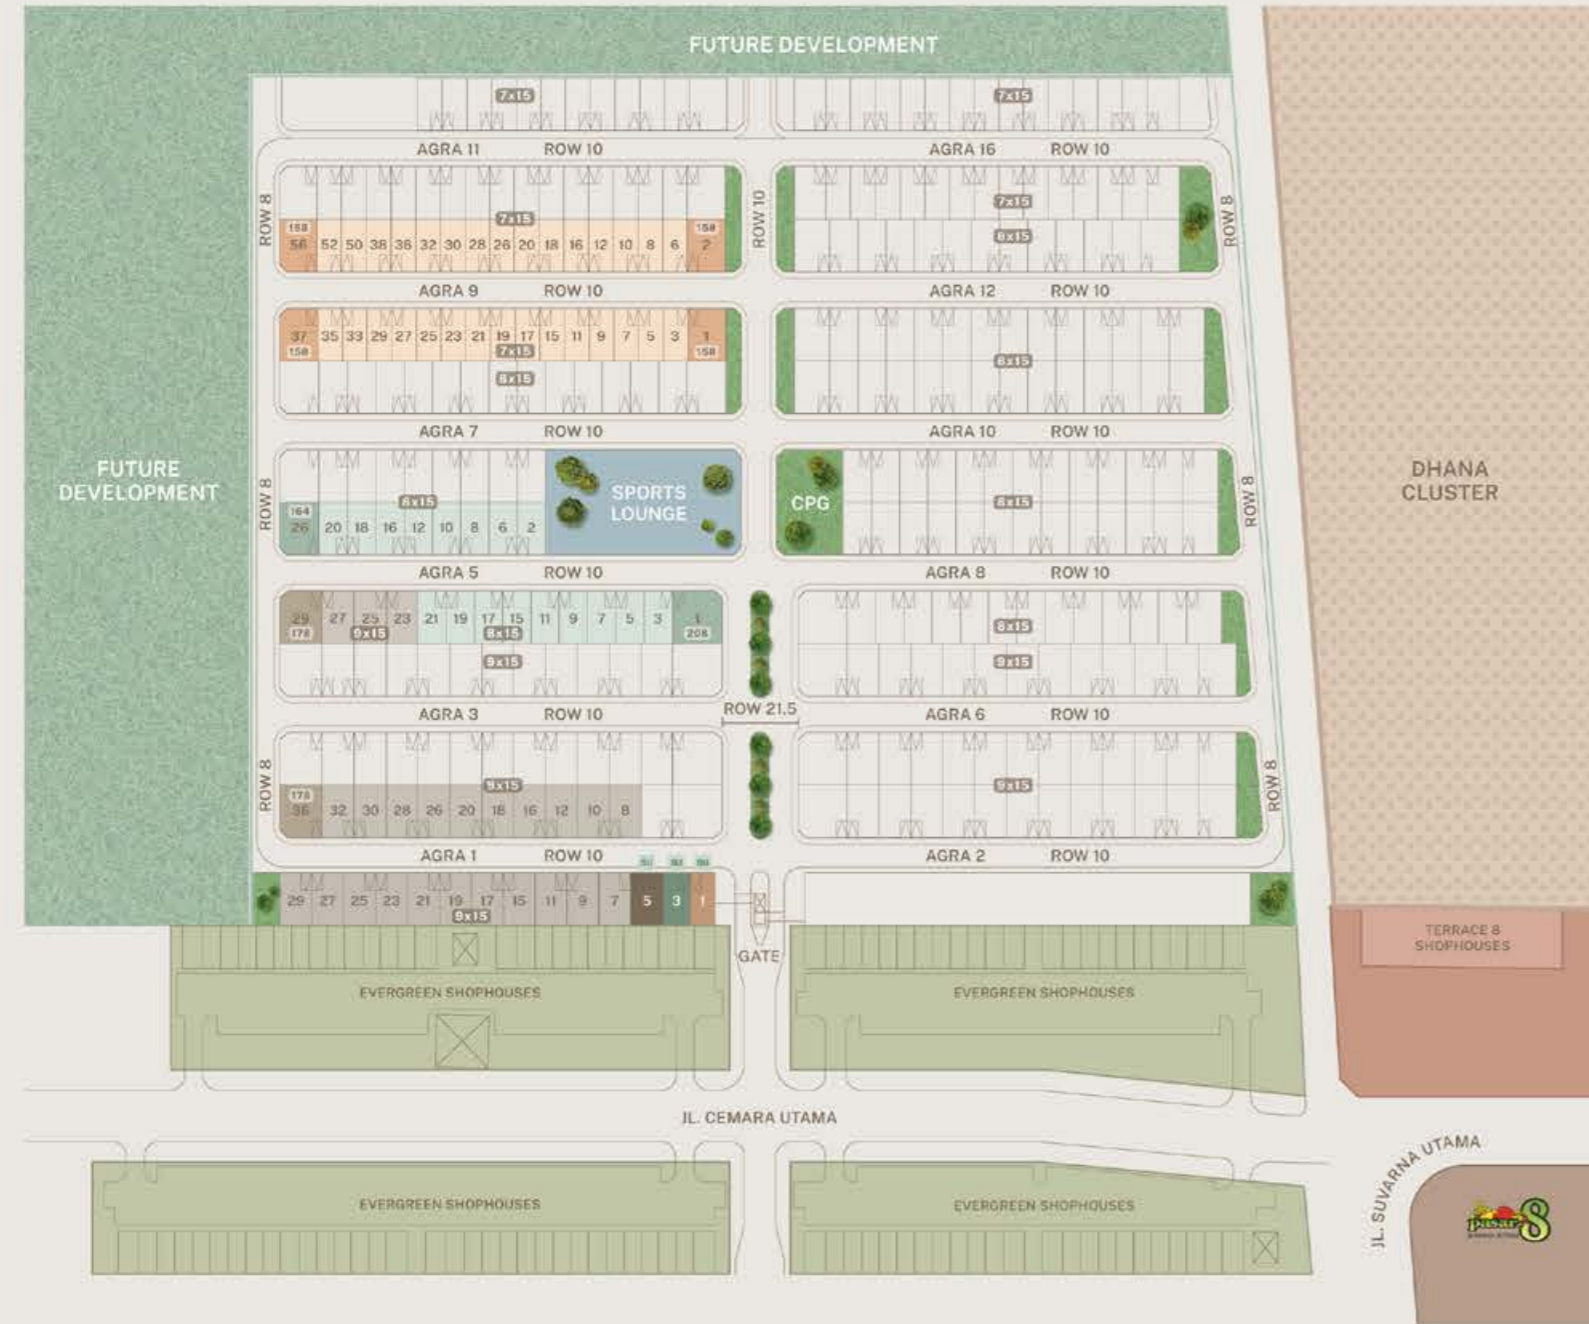 FUTURE DEVELOPMENT
7x15
7x15
AGRA 11 ROW 10
AGRA 16 ROW 10
ROW 8
ROW 10
ROW 8
7x15
7x15
8x15
158
158
56 52 50 38 36 32 30 28 26 20 18 16 12 10 8 6 2
AGRA 9 ROW 10
AGRA 12 ROW 10
37 35 33 29 27 25 23 21 19 17 15 11 9 7 5 3 1
158
7x15
158
8x15
8x15
AGRA 7 ROW 10
AGRA 10 ROW 10
FUTURE
DEVELOPMENT
DHANA
CLUSTER
ROW 8
SPORTS
LOUNGE
CPG
ROW 8
8x15
8x15
164
26 20 18 16 12 10 8 6 2
AGRA 5 ROW 10
AGRA 8 ROW 10
29 27 25 23 21 19 17 15 11 9 7 5 3 1
178
9x15
8x15
208
8x15
9x15
9x15
AGRA 3 ROW 10
ROW 21.5
AGRA 6 ROW 10
ROW 8
ROW 8
9x15
9x15
178
36 32 30 28 26 20 18 16 12 10 8
AGRA 1 ROW 10
AGRA 2 ROW 10
29 27 25 23 21 19 17 15 11 9 7 5 3 1
9x15
GATE
TERRACE 8
SHOPHOUSES
EVERGREEN SHOPHOUSES
EVERGREEN SHOPHOUSES
JL. CEMARA UTAMA
JL. SUVARNA UTAMA
EVERGREEN SHOPHOUSES
EVERGREEN SHOPHOUSES
pasar 8